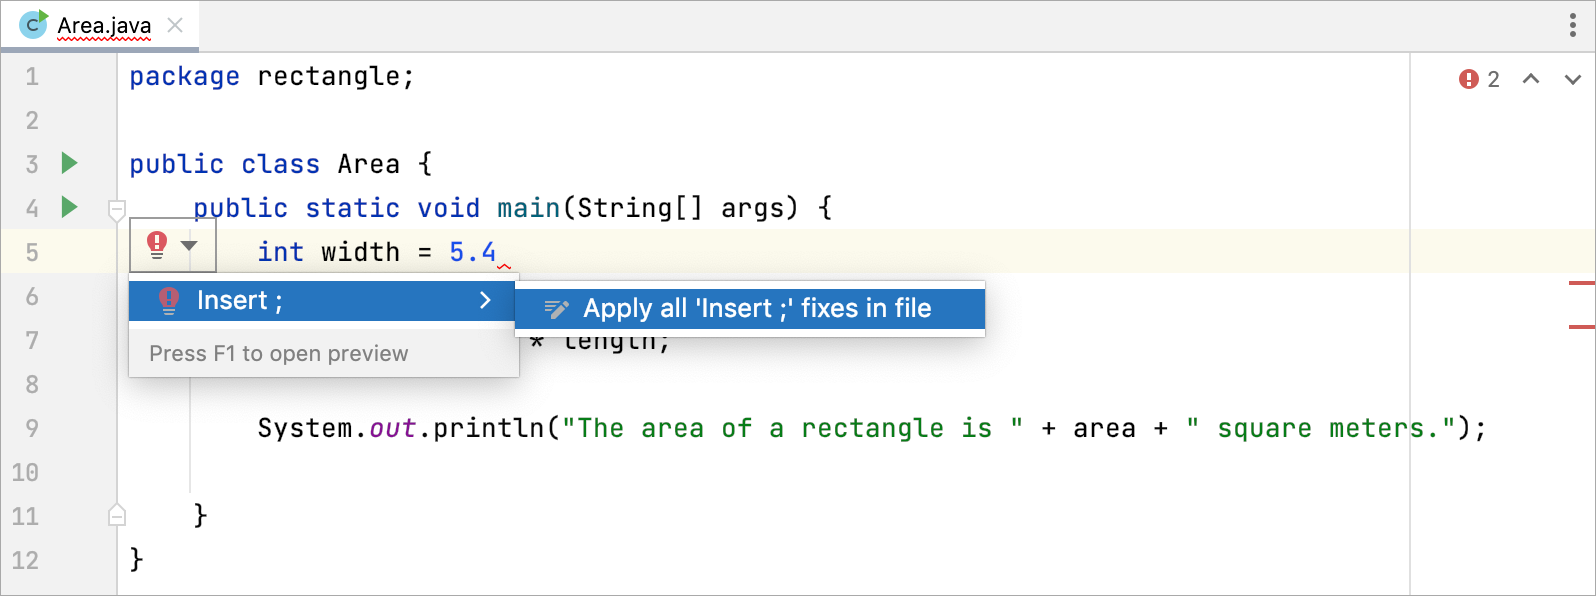 Area.java
2
1 package rectangle;
2
3 public class Area {
4 public static void main(String[] args) {
5 int width = 5.4
6
Insert ;
Apply all 'Insert ;' fixes in file
7 * length;
Press F1 to open preview
8
9 System.out.println("The area of a rectangle is " + area + " square meters.");
10
11 }
12 }